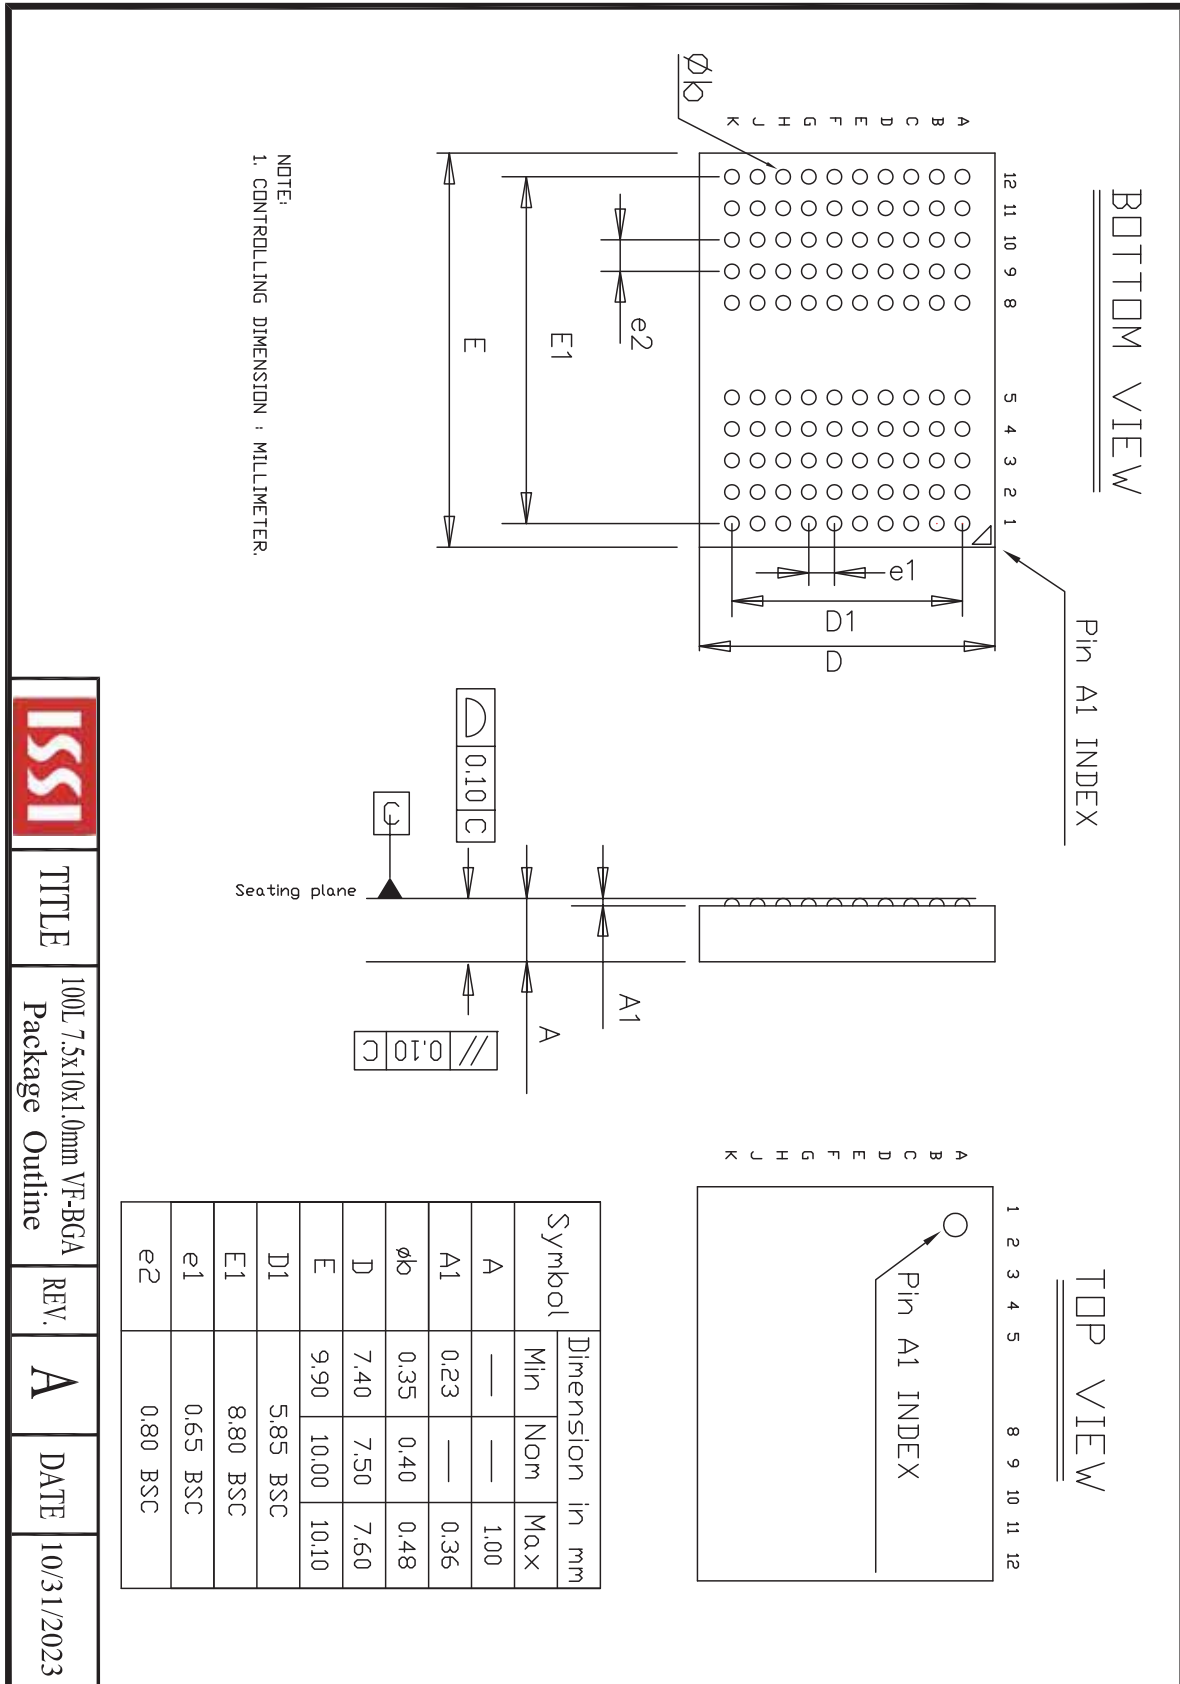 BOTTOM VIEW
Pin A1 INDEX
12 11 10 9 8 5 4 3 2 1
A
B
C
D
E
F
G
H
J
K
Øb
e2
E1
E
e1
D1
D
NOTE:
1. CONTROLLING DIMENSION : MILLIMETER.
0.10 C
C
Seating plane
A1
A
// 0.10 C
TOP VIEW
1 2 3 4 5 8 9 10 11 12
A
B
C
D
E
F
G
H
J
K
Pin A1 INDEX
Symbol Dimension in mm
Min Nom Max
A — — 1.00
A1 0.23 — 0.36
øb 0.35 0.40 0.48
D 7.40 7.50 7.60
E 9.90 10.00 10.10
D1 5.85 BSC
E1 8.80 BSC
e1 0.65 BSC
e2 0.80 BSC
ISSI
TITLE
100L 7.5x10x1.0mm VF-BGA
Package Outline
REV.
A
DATE
10/31/2023